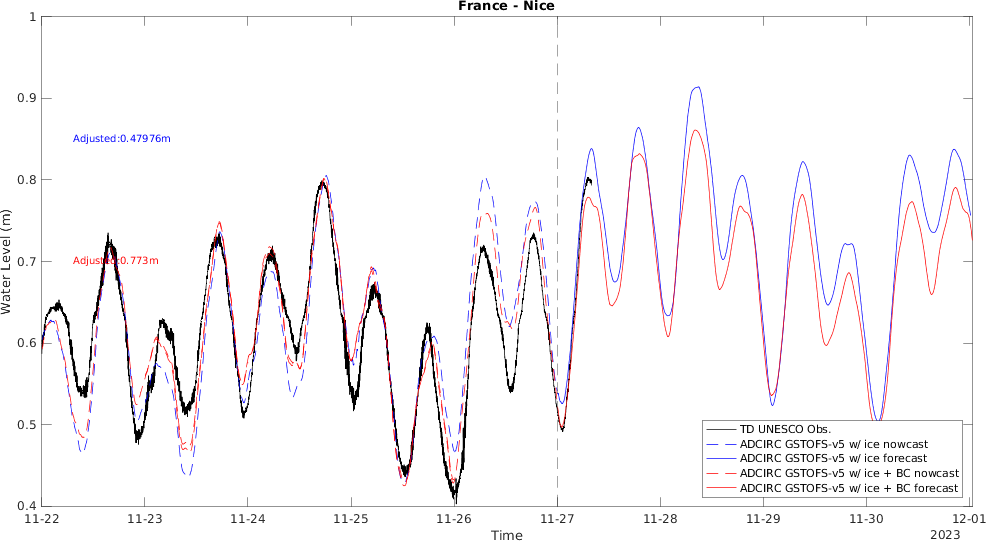 France - Nice
Water Level (m)
1
0.9
0.8
0.7
0.6
0.5
0.4
Adjusted:0.47976m
Adjusted:0.773m
TD UNESCO Obs.
ADCIRC GSTOFS-v5 w/ ice nowcast
ADCIRC GSTOFS-v5 w/ ice forecast
ADCIRC GSTOFS-v5 w/ ice + BC nowcast
ADCIRC GSTOFS-v5 w/ ice + BC forecast
11-22 11-23 11-24 11-25 11-26 11-27 11-28 11-29 11-30 12-01
Time
2023